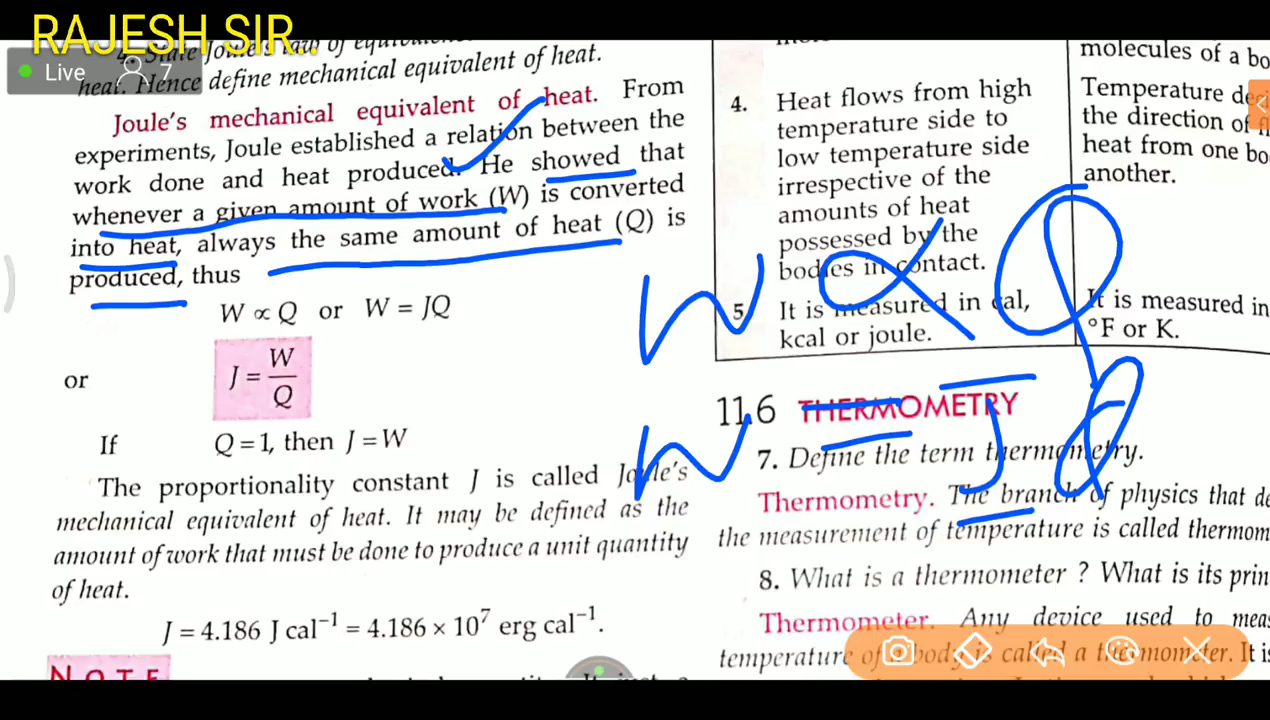 RAJESH SIR..
Live 7
4. State Joule's law of
heat. Hence define mechanical equivalent of heat.
Joule's mechanical equivalent of heat. From
experiments, Joule established a relation between the
work done and heat produced. He showed that
whenever a given amount of work (W) is converted
into heat, always the same amount of heat (Q) is
produced, thus
W ∝ Q or W = JQ
or J = W/Q
If Q = 1, then J = W
The proportionality constant J is called Joule's
mechanical equivalent of heat. It may be defined as the
amount of work that must be done to produce a unit quantity
of heat.
J = 4.186 J cal⁻¹ = 4.186 × 10⁷ erg cal⁻¹.
NOTE
4. Heat flows from high
temperature side to
low temperature side
irrespective of the
amounts of heat
possessed by the
bodies in contact.
5 It is measured in cal,
kcal or joule.
molecules of a bo
Temperature de
the direction of
heat from one bo
another.
It is measured in
°F or K.
W ∝ Q
W = JQ
11.6 THERMOMETRY
7. Define the term thermometry.
Thermometry. The branch of physics that de
the measurement of temperature is called thermom
8. What is a thermometer ? What is its prin
Thermometer. Any device used to meas
temperature of a body is called a thermometer. It is